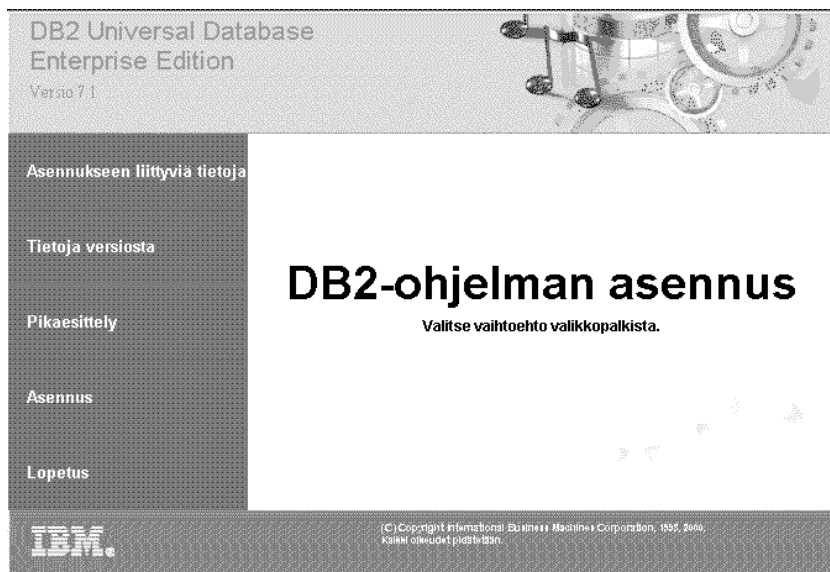 DB2 Universal Database
Enterprise Edition
Versio 7.1
Asennukseen liittyviä tietoja
Tietoja versiosta
Pikaesittely
Asennus
Lopetus
DB2-ohjelman asennus
Valitse vaihtoehto valikkopalkista.
IBM.
(C) Copyright International Business Machines Corporation, 1995, 2000.
Kaikki oikeudet pidätetään.